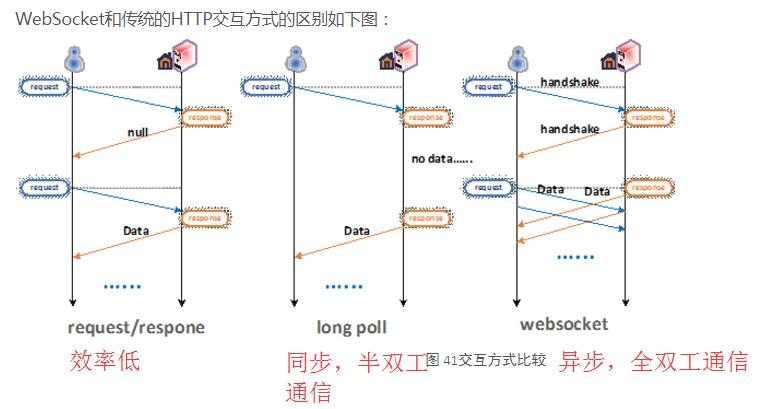 WebSocket和传统的HTTP交互方式的区别如下图：
request
response
null
request
response
Data
......
request/respone
效率低
request
response
no data......
response
Data
......
long poll
同步，半双工
通信
图 41交互方式比较
handshake
request
response
handshake
request
Data
Data
response
......
websocket
异步，全双工通信